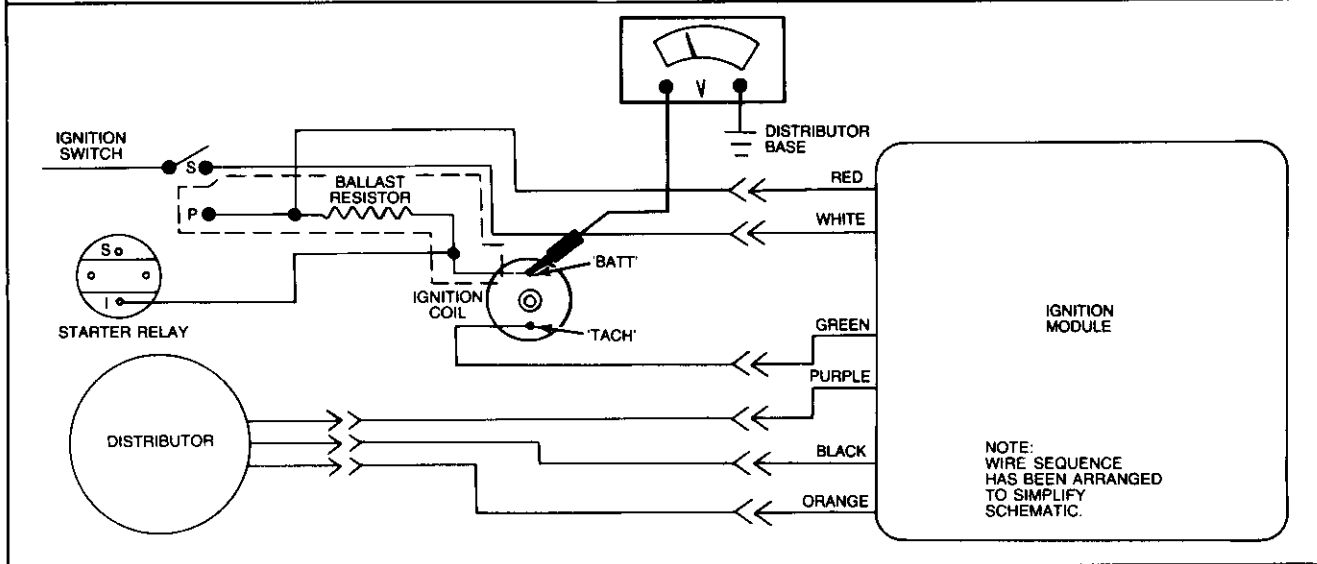 V
DISTRIBUTOR
BASE
IGNITION
SWITCH
S
BALLAST
RESISTOR
P
RED
WHITE
S
I
STARTER RELAY
'BATT'
IGNITION
COIL
'TACH'
GREEN
PURPLE
BLACK
ORANGE
IGNITION
MODULE
DISTRIBUTOR
NOTE:
WIRE SEQUENCE
HAS BEEN ARRANGED
TO SIMPLIFY
SCHEMATIC.